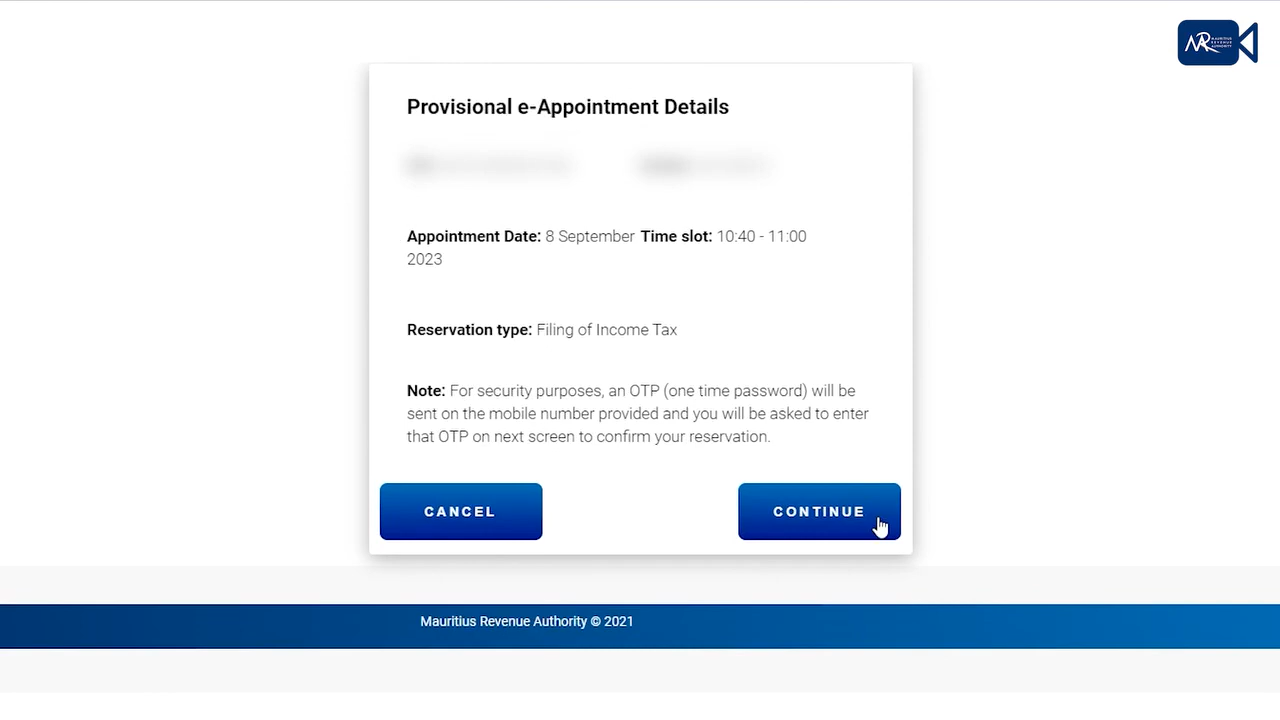 MAURITIUS
REVENUE
AUTHORITY
Provisional e-Appointment Details
Appointment Date: 8 September 2023
Time slot: 10:40 - 11:00
Reservation type: Filing of Income Tax
Note: For security purposes, an OTP (one time password) will be
sent on the mobile number provided and you will be asked to enter
that OTP on next screen to confirm your reservation.
CANCEL
CONTINUE
Mauritius Revenue Authority © 2021